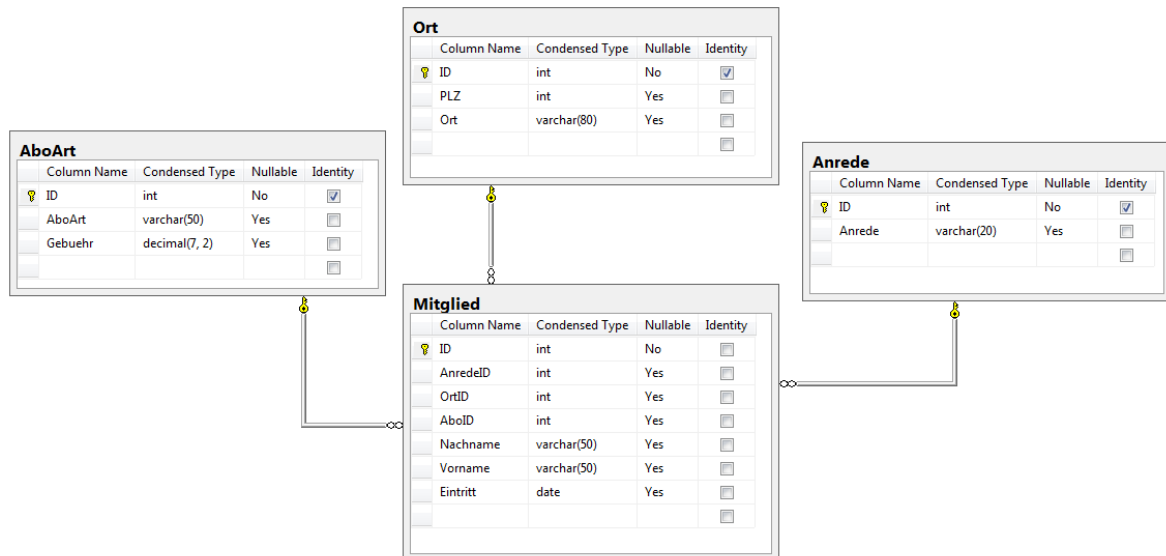 Ort
Column Name Condensed Type Nullable Identity
ID int No
PLZ int Yes
Ort varchar(80) Yes
AboArt
Column Name Condensed Type Nullable Identity
ID int No
AboArt varchar(50) Yes
Gebuehr decimal(7, 2) Yes
Anrede
Column Name Condensed Type Nullable Identity
ID int No
Anrede varchar(20) Yes
Mitglied
Column Name Condensed Type Nullable Identity
ID int No
AnredeID int Yes
OrtID int Yes
AboID int Yes
Nachname varchar(50) Yes
Vorname varchar(50) Yes
Eintritt date Yes